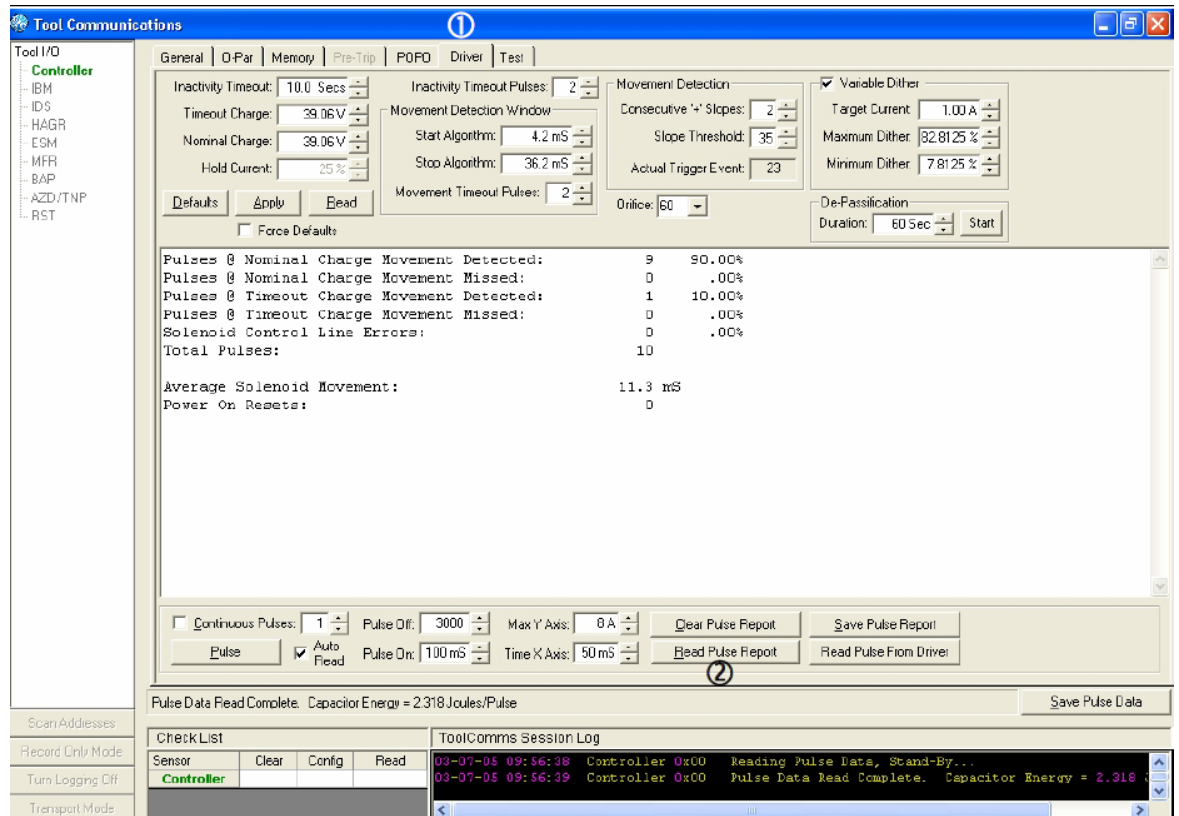 Tool Communications
①
Tool I/O
Controller
IBM
IDS
HAGR
ESM
MFR
BAP
AZD/TNP
RST
General O-Par Memory Pre-Trip POPO Driver Test
Inactivity Timeout: 10.0 Secs
Timeout Charge: 39.06 V
Nominal Charge: 39.06 V
Hold Current: 25 %
Defaults Apply Read
Force Defaults
Inactivity Timeout Pulses: 2
Movement Detection Window
Start Algorithm: 4.2 mS
Stop Algorithm: 36.2 mS
Movement Timeout Pulses: 2
Movement Detection
Consecutive '+' Slopes: 2
Slope Threshold: 35
Actual Trigger Event: 23
Orifice: 60
Variable Dither
Target Current 1.00 A
Maximum Dither. 82.8125 %
Minimum Dither. 7.8125 %
De-Passification
Duration: 60 Sec Start
Pulses @ Nominal Charge Movement Detected: 9 90.00%
Pulses @ Nominal Charge Movement Missed: 0 .00%
Pulses @ Timeout Charge Movement Detected: 1 10.00%
Pulses @ Timeout Charge Movement Missed: 0 .00%
Solenoid Control Line Errors: 0 .00%
Total Pulses: 10
Average Solenoid Movement: 11.3 mS
Power On Resets: 0
Continuous Pulses: 1 Pulse Off: 3000 Max Y Axis: 8 A Clear Pulse Report Save Pulse Report
Pulse Auto Read Pulse On: 100 mS Time X Axis: 50 mS Read Pulse Report Read Pulse From Driver
②
Pulse Data Read Complete. Capacitor Energy = 2.318 Joules/Pulse Save Pulse Data
Scan Addresses
Record Only Mode
Turn Logging Off
Transport Mode
Check List
Sensor Clear Config Read
Controller
ToolComms Session Log
03-07-05 09:56:38 Controller 0x00 Reading Pulse Data, Stand-By...
03-07-05 09:56:39 Controller 0x00 Pulse Data Read Complete. Capacitor Energy = 2.318 J